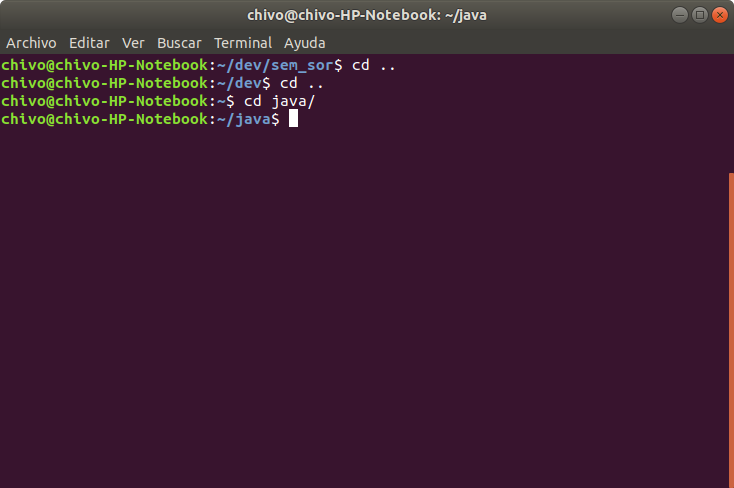 chivo@chivo-HP-Notebook: ~/java
Archivo Editar Ver Buscar Terminal Ayuda
chivo@chivo-HP-Notebook:~/dev/sem_sor$ cd ..
chivo@chivo-HP-Notebook:~/dev$ cd ..
chivo@chivo-HP-Notebook:~$ cd java/
chivo@chivo-HP-Notebook:~/java$